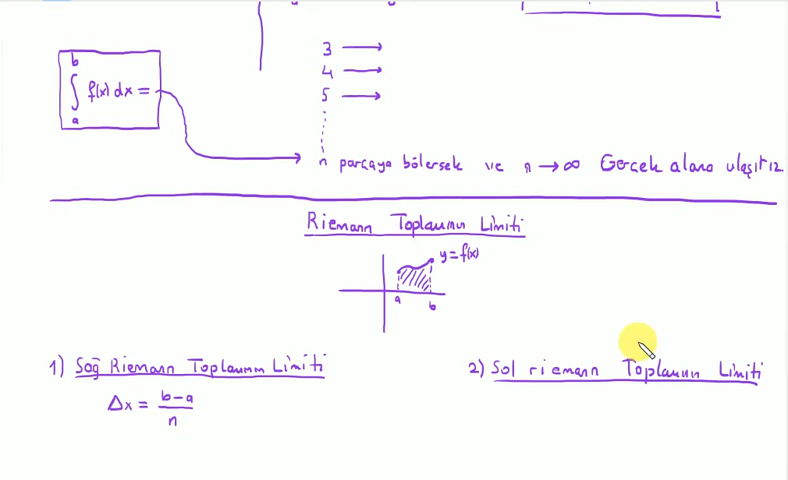 3 →
4 →
5 →
b
∫ f(x) dx =
a
n parçaya bölersek ve n → ∞ Gerçek alana ulaşırız.
Riemann Toplamının Limiti
y = f(x)
a b
1) Sağ Riemann Toplamının Limiti
2) Sol riemann Toplamının Limiti
Δx = b-a
n